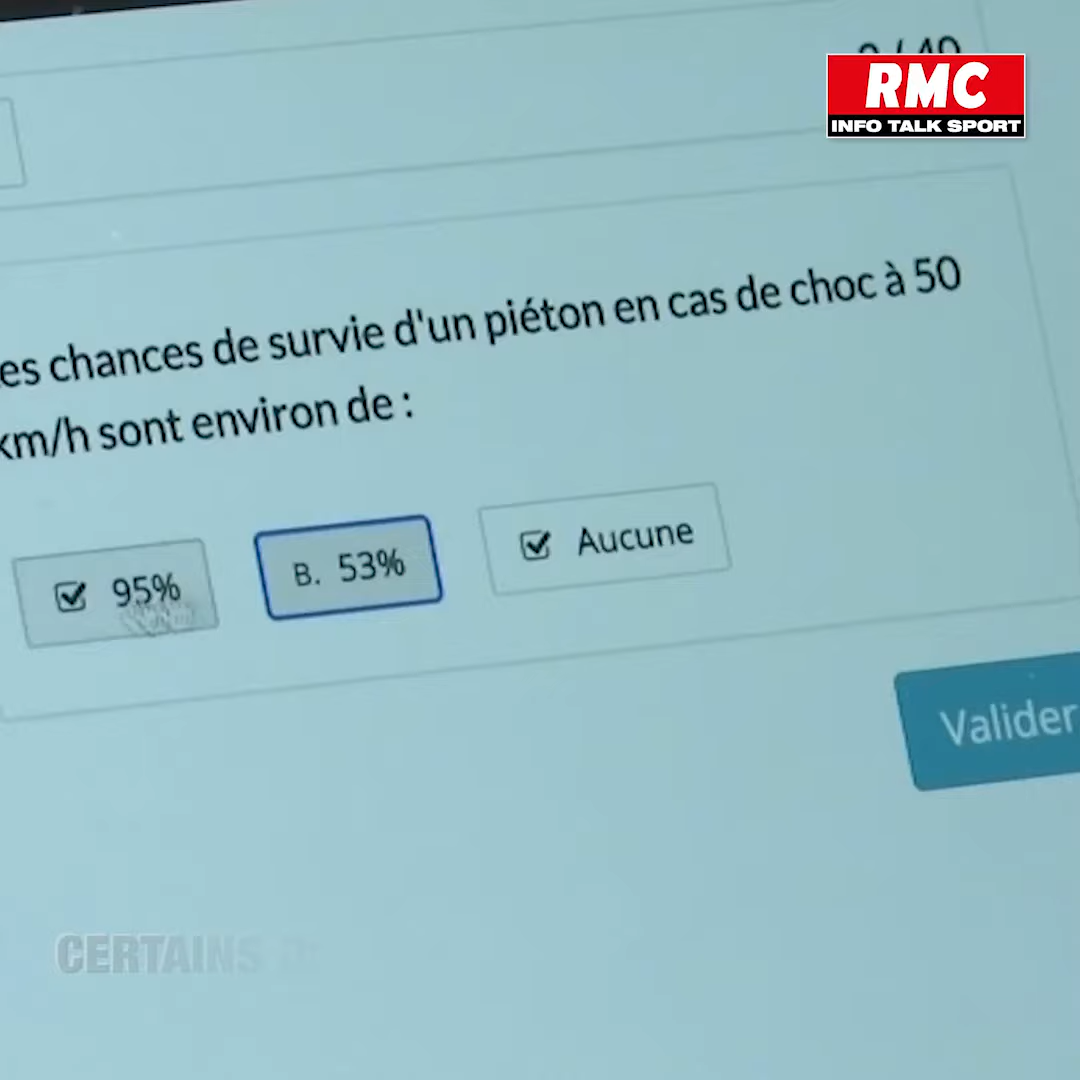 RMC
INFO TALK SPORT
es chances de survie d'un piéton en cas de choc à 50
km/h sont environ de :
95%
B. 53%
Aucune
Valider
CERTAINS